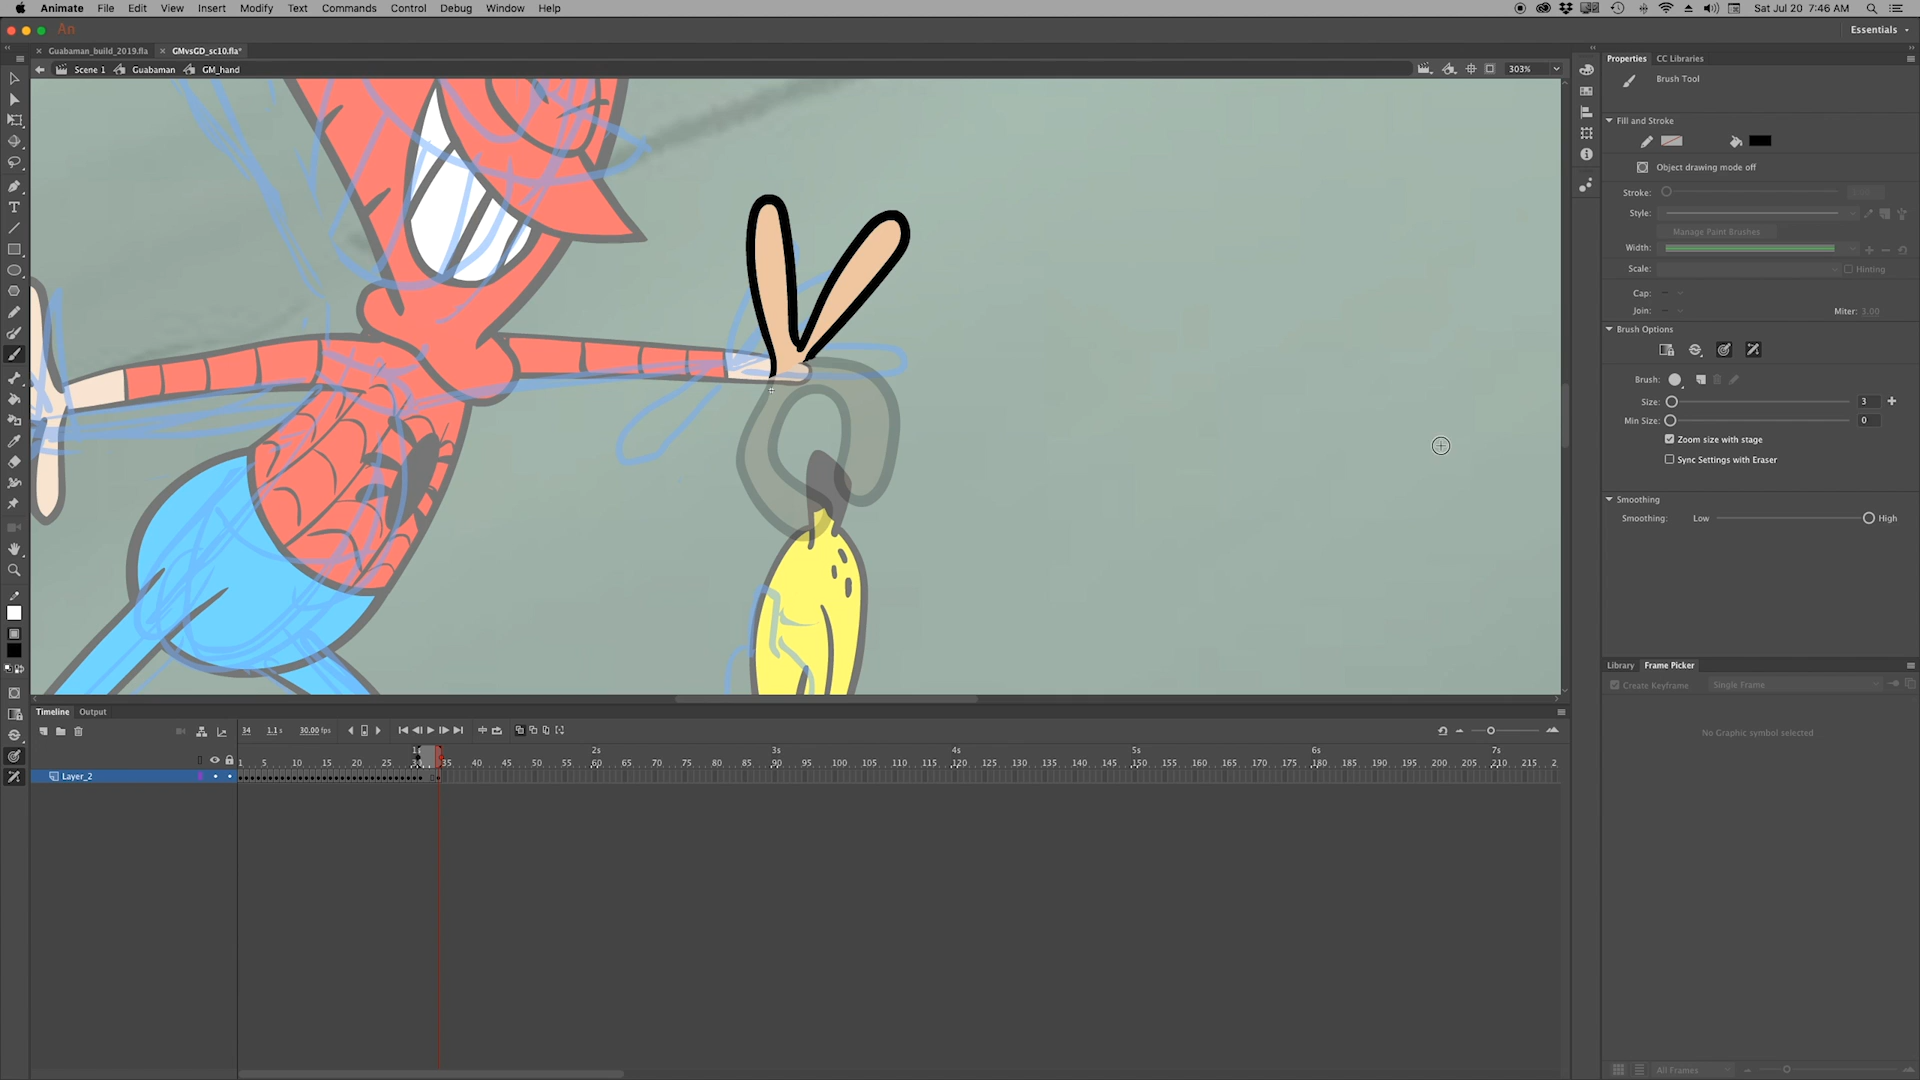 Animate File Edit View Insert Modify Text Commands Control Debug Window Help
Sat Jul 20 7:46 AM
An
Essentials
Guabaman_build_2019.fla
GMvsGD_sc10.fla*
Scene 1 Guabaman GM_hand
303%
Properties CC Libraries
Brush Tool
Fill and Stroke
Object drawing mode off
Stroke:
Style:
Manage Paint Brushes
Width:
Scale: Hinting
Cap:
Join: Miter: 3.00
Brush Options
Brush:
Size: 3
Min Size: 0
Zoom size with stage
Sync Settings with Eraser
Smoothing
Smoothing: Low High
Library Frame Picker
Create Keyframe Single Frame
No Graphic symbol selected
All Frames
Timeline Output
34 1.1 s 30.00 fps
1s 2s 3s 4s 5s 6s 7s
1 5 10 15 20 25 30 35 40 45 50 55 60 65 70 75 80 85 90 95 100 105 110 115 120 125 130 135 140 145 150 155 160 165 170 175 180 185 190 195 200 205 210 215 2
Layer_2